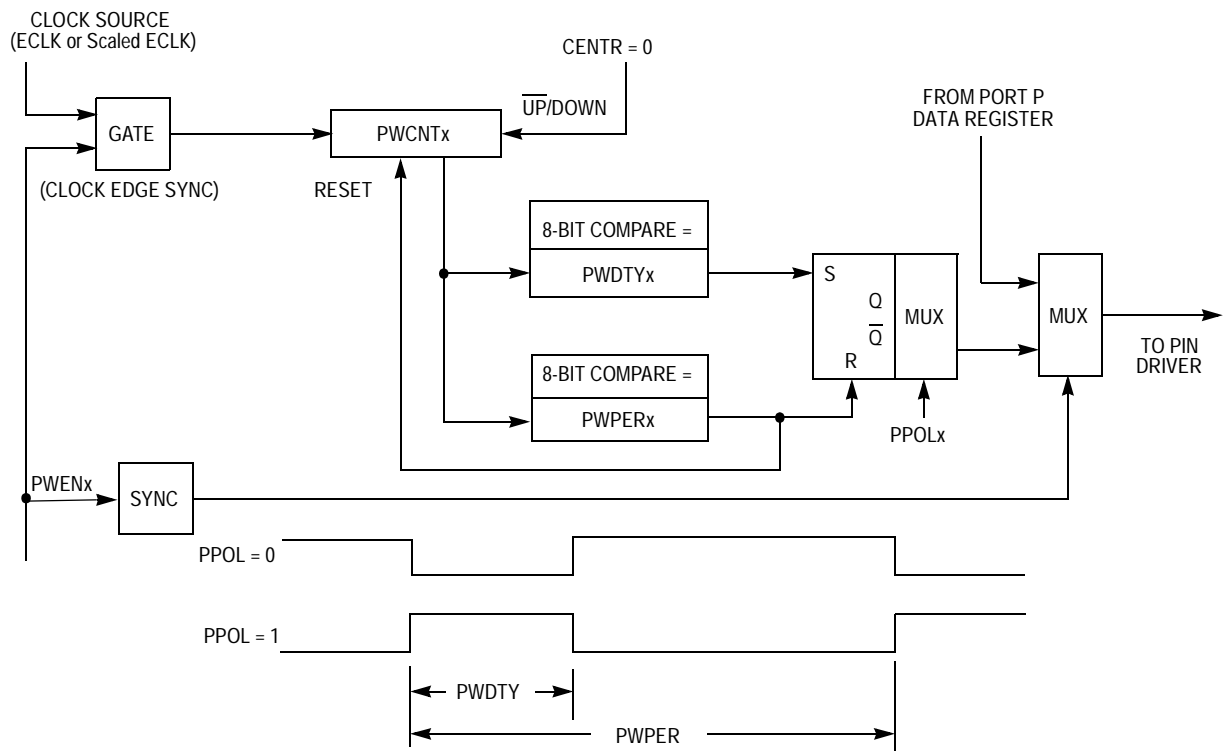 CLOCK SOURCE
(ECLK or Scaled ECLK)
CENTR = 0
UP/DOWN
FROM PORT P
DATA REGISTER
GATE
PWCNTx
(CLOCK EDGE SYNC)
RESET
8-BIT COMPARE =
PWDTYx
S
Q
Q
R
MUX
MUX
TO PIN
DRIVER
8-BIT COMPARE =
PWPERx
PPOLx
PWENx
SYNC
PPOL = 0
PPOL = 1
PWDTY
PWPER